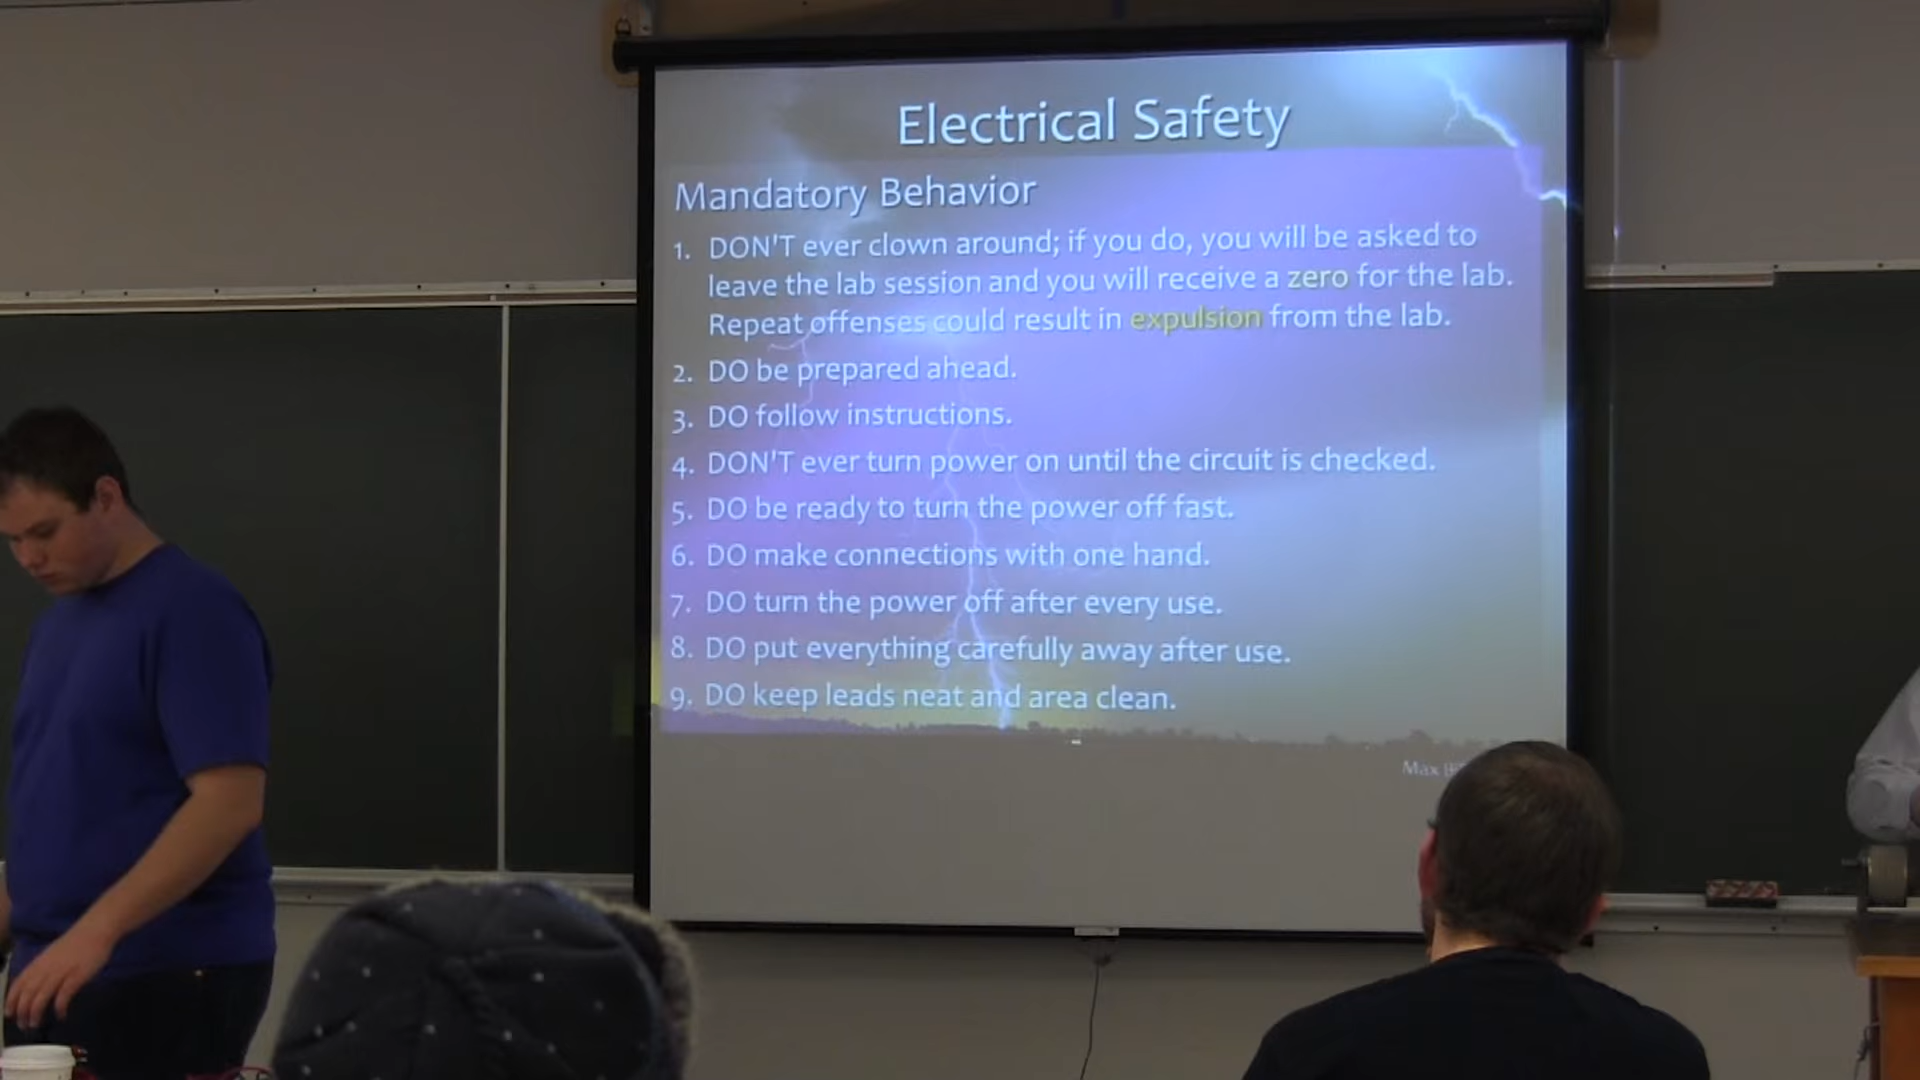 Electrical Safety
Mandatory Behavior
1. DON'T ever clown around; if you do, you will be asked to
leave the lab session and you will receive a zero for the lab.
Repeat offenses could result in expulsion from the lab.
2. DO be prepared ahead.
3. DO follow instructions.
4. DON'T ever turn power on until the circuit is checked.
5. DO be ready to turn the power off fast.
6. DO make connections with one hand.
7. DO turn the power off after every use.
8. DO put everything carefully away after use.
9. DO keep leads neat and area clean.
Max